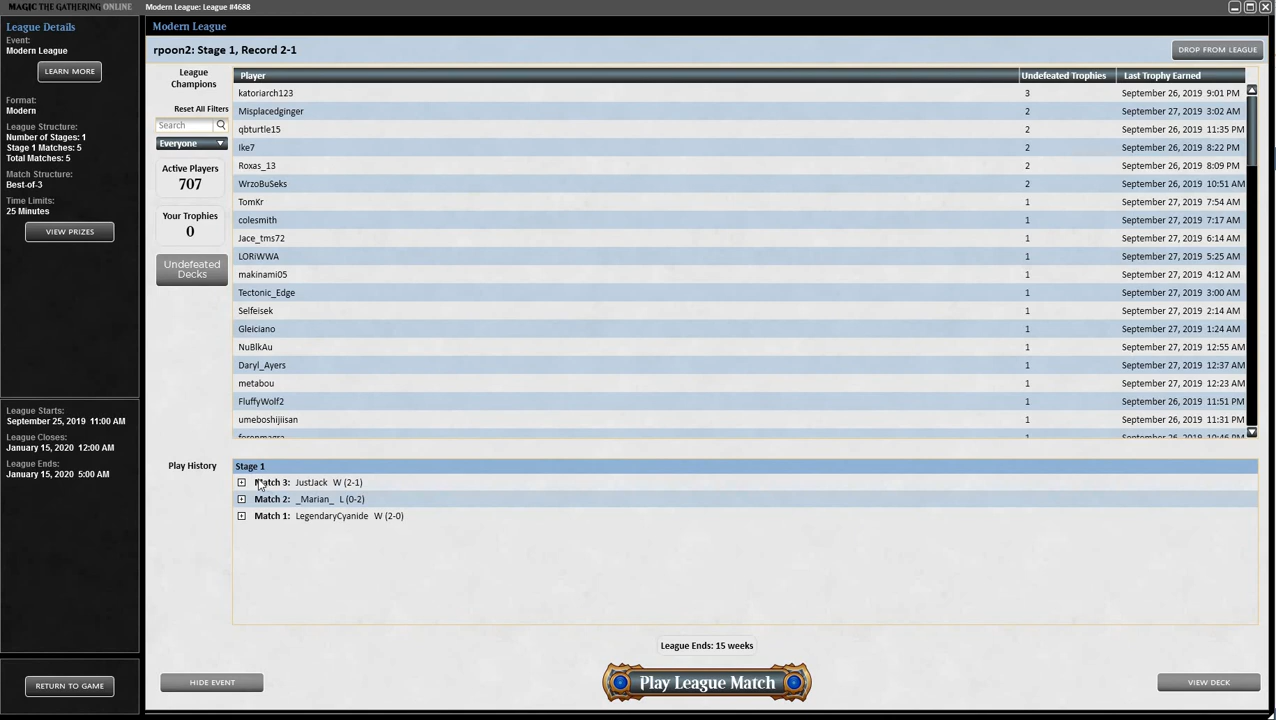 MAGIC THE GATHERING ONLINE
Modern League: League #4688
League Details
Event:
Modern League
LEARN MORE
Format:
Modern
League Structure:
Number of Stages: 1
Stage 1 Matches: 5
Total Matches: 5
Match Structure:
Best-of-3
Time Limits:
25 Minutes
VIEW PRIZES
League Starts:
September 25, 2019 11:00 AM
League Closes:
January 15, 2020 12:00 AM
League Ends:
January 15, 2020 5:00 AM
RETURN TO GAME
Modern League
rpoon2: Stage 1, Record 2-1
DROP FROM LEAGUE
League
Champions
Reset All Filters
Search
Everyone
Active Players
707
Your Trophies
0
Undefeated
Decks
Player Undefeated Trophies Last Trophy Earned
katoriarch123 3 September 26, 2019 9:01 PM
Misplacedginger 2 September 27, 2019 3:02 AM
qbturtle15 2 September 26, 2019 11:35 PM
Ike7 2 September 26, 2019 8:22 PM
Roxas_13 2 September 26, 2019 8:09 PM
WrzoBuSeks 2 September 26, 2019 10:51 AM
TomKr 1 September 27, 2019 7:54 AM
colesmith 1 September 27, 2019 7:17 AM
Jace_tms72 1 September 27, 2019 6:14 AM
LORiWWA 1 September 27, 2019 5:25 AM
makinami05 1 September 27, 2019 4:12 AM
Tectonic_Edge 1 September 27, 2019 3:00 AM
Selfeisek 1 September 27, 2019 2:14 AM
Gleiciano 1 September 27, 2019 1:24 AM
NuBlkAu 1 September 27, 2019 12:55 AM
Daryl_Ayers 1 September 27, 2019 12:37 AM
metabou 1 September 27, 2019 12:23 AM
FluffyWolf2 1 September 26, 2019 11:51 PM
umeboshijiisan 1 September 26, 2019 11:31 PM
1 September 26, 2019 10:46 PM
Play History
Stage 1
Match 3: JustJack W (2-1)
Match 2: _Marian_ L (0-2)
Match 1: LegendaryCyanide W (2-0)
League Ends: 15 weeks
HIDE EVENT
Play League Match
VIEW DECK